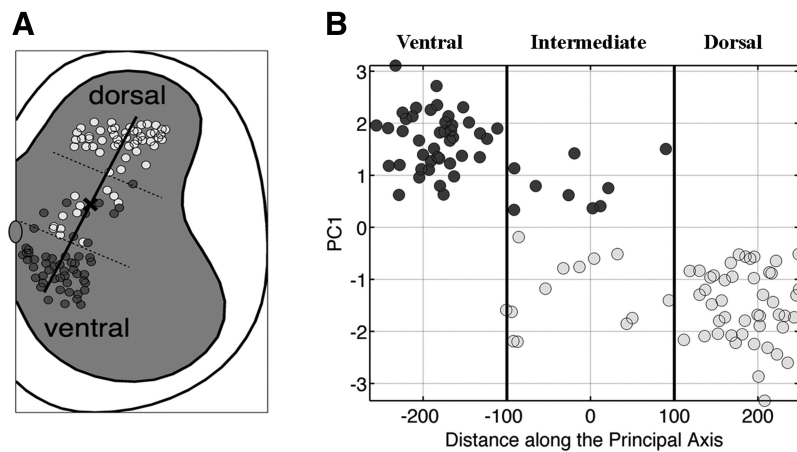 A
dorsal
ventral
B
Ventral Intermediate Dorsal
PC1
3
2
1
0
-1
-2
-3
-200 -100 0 100 200
Distance along the Principal Axis